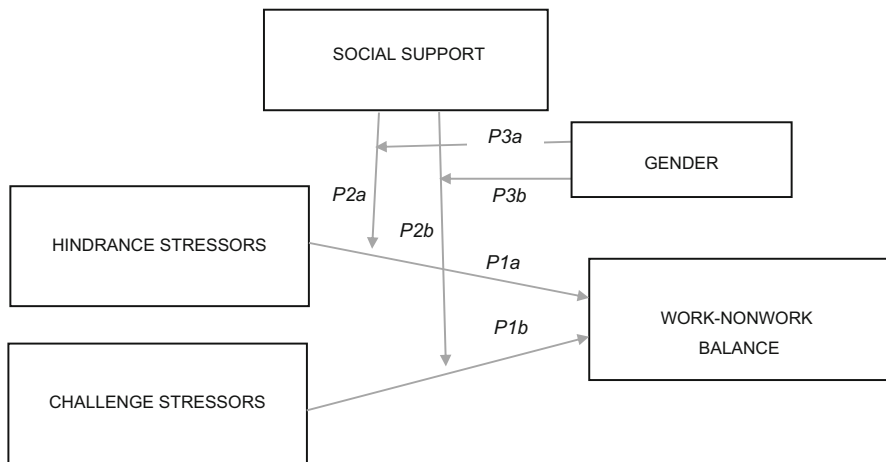 SOCIAL SUPPORT
P3a
GENDER
P2a
P3b
P2b
HINDRANCE STRESSORS
P1a
WORK-NONWORK
BALANCE
P1b
CHALLENGE STRESSORS